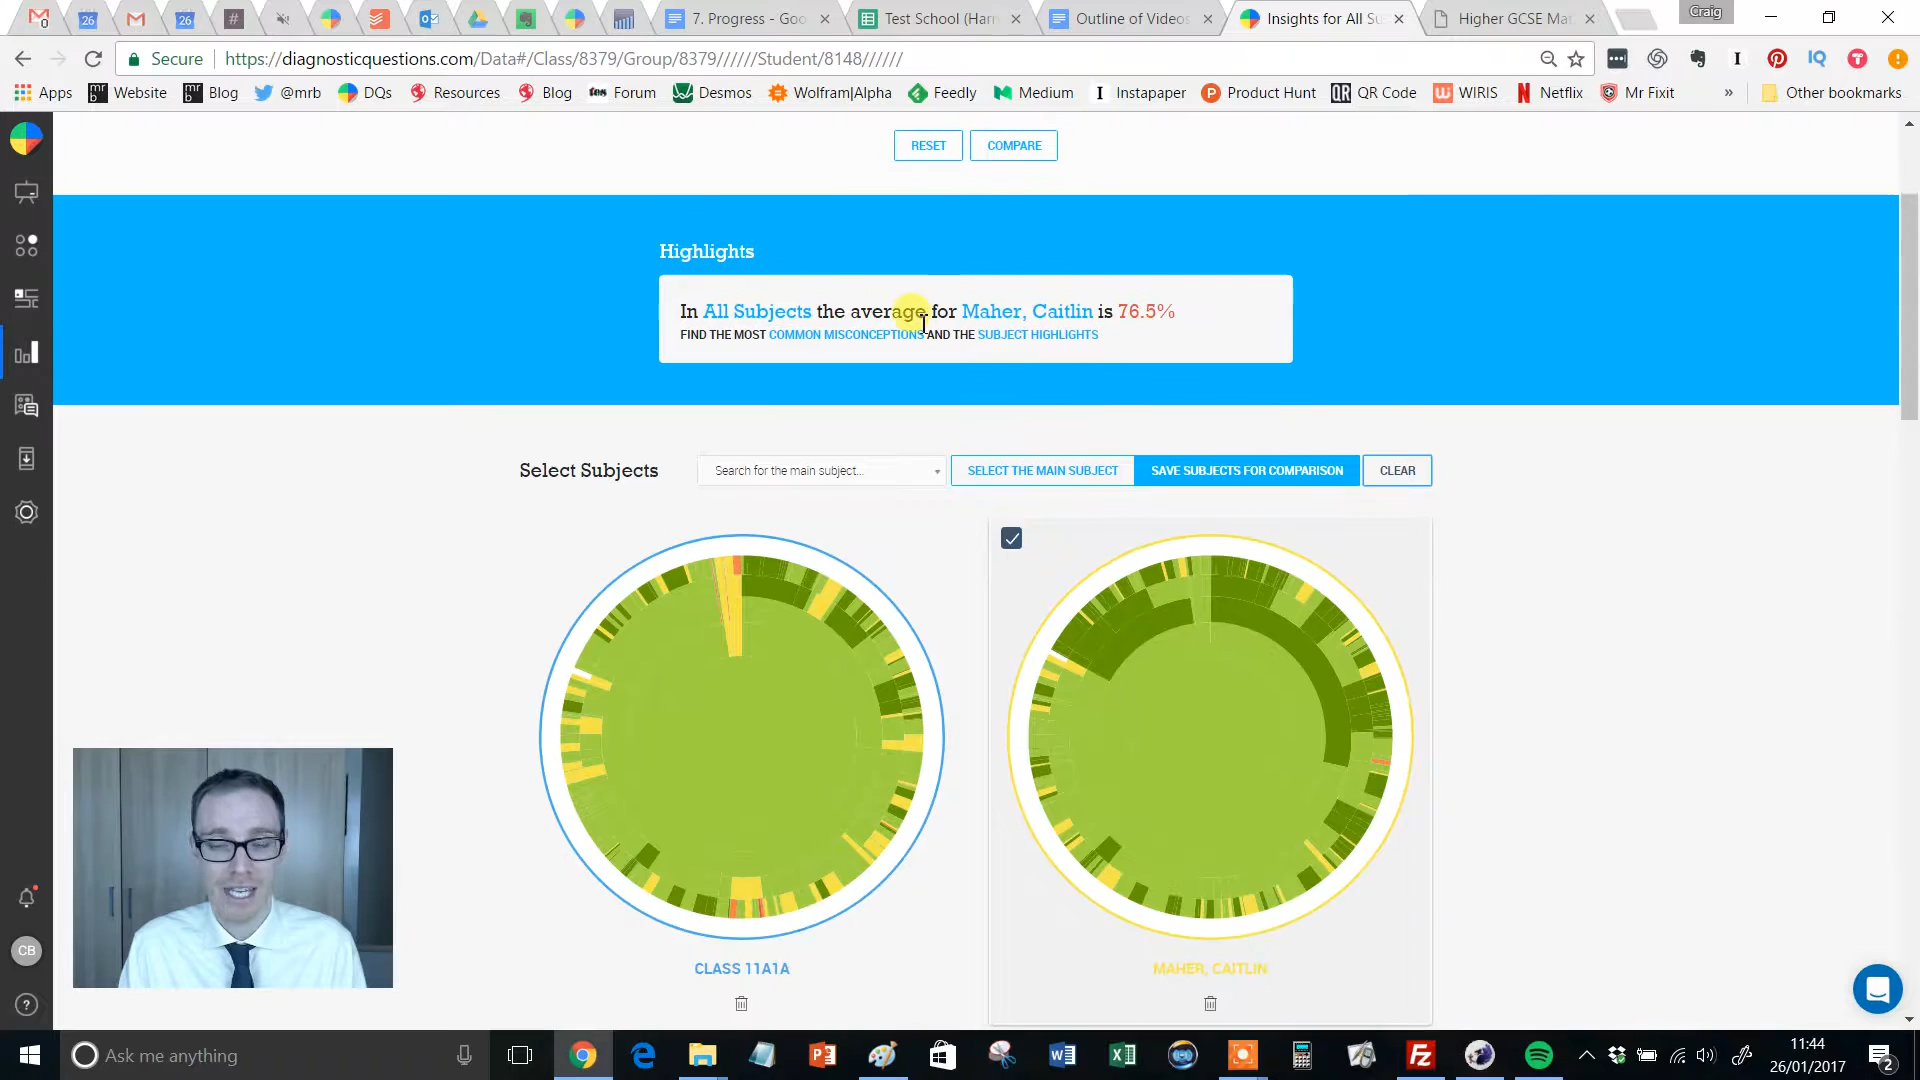 7. Progress - Goo
Test School (Harr
Outline of Videos
Insights for All Su
Higher GCSE Mat
Craig
Secure
https://diagnosticquestions.com/Data#/Class/8379/Group/8379//////Student/8148//////
Apps
Website
Blog
@mrb
DQs
Resources
Blog
Forum
Desmos
Wolfram|Alpha
Feedly
Medium
Instapaper
Product Hunt
QR Code
WIRIS
Netflix
Mr Fixit
»
Other bookmarks
RESET
COMPARE
Highlights
In All Subjects the average for Maher, Caitlin is 76.5%
FIND THE MOST COMMON MISCONCEPTIONS AND THE SUBJECT HIGHLIGHTS
Select Subjects
Search for the main subject...
SELECT THE MAIN SUBJECT
SAVE SUBJECTS FOR COMPARISON
CLEAR
CLASS 11A1A
MAHER, CAITLIN
CB
Ask me anything
11:44
26/01/2017
2